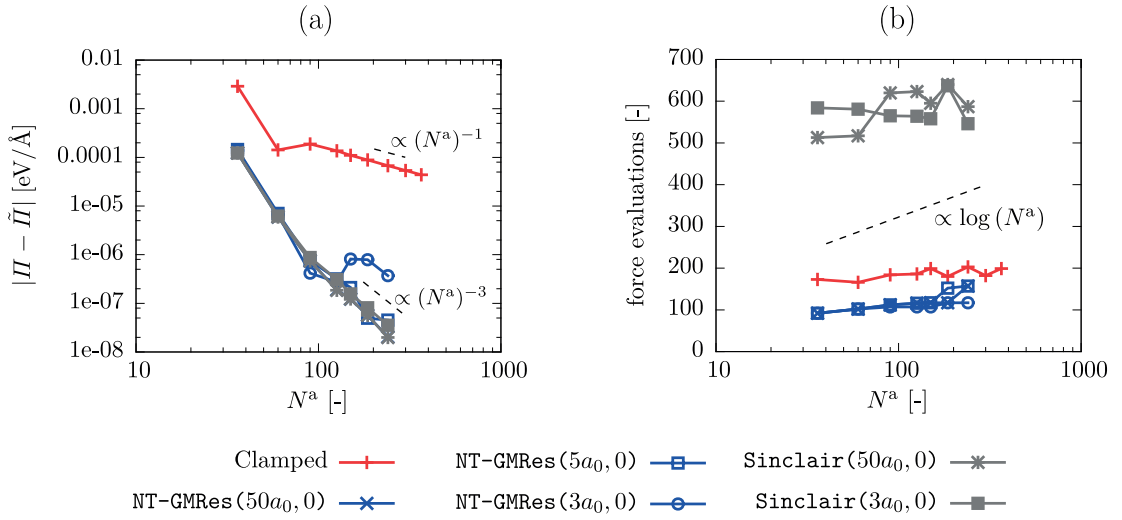 (a)
(b)
|Π − Π̃| [eV/Å]
0.01
0.001
0.0001
1e-05
1e-06
1e-07
1e-08
∝ (Nᵃ)⁻¹
∝ (Nᵃ)⁻³
10
100
1000
Nᵃ [-]
force evaluations [-]
700
600
500
400
300
200
100
0
∝ log (Nᵃ)
10
100
1000
Nᵃ [-]
Clamped
NT-GMRes(5a₀, 0)
Sinclair(50a₀, 0)
NT-GMRes(50a₀, 0)
NT-GMRes(3a₀, 0)
Sinclair(3a₀, 0)